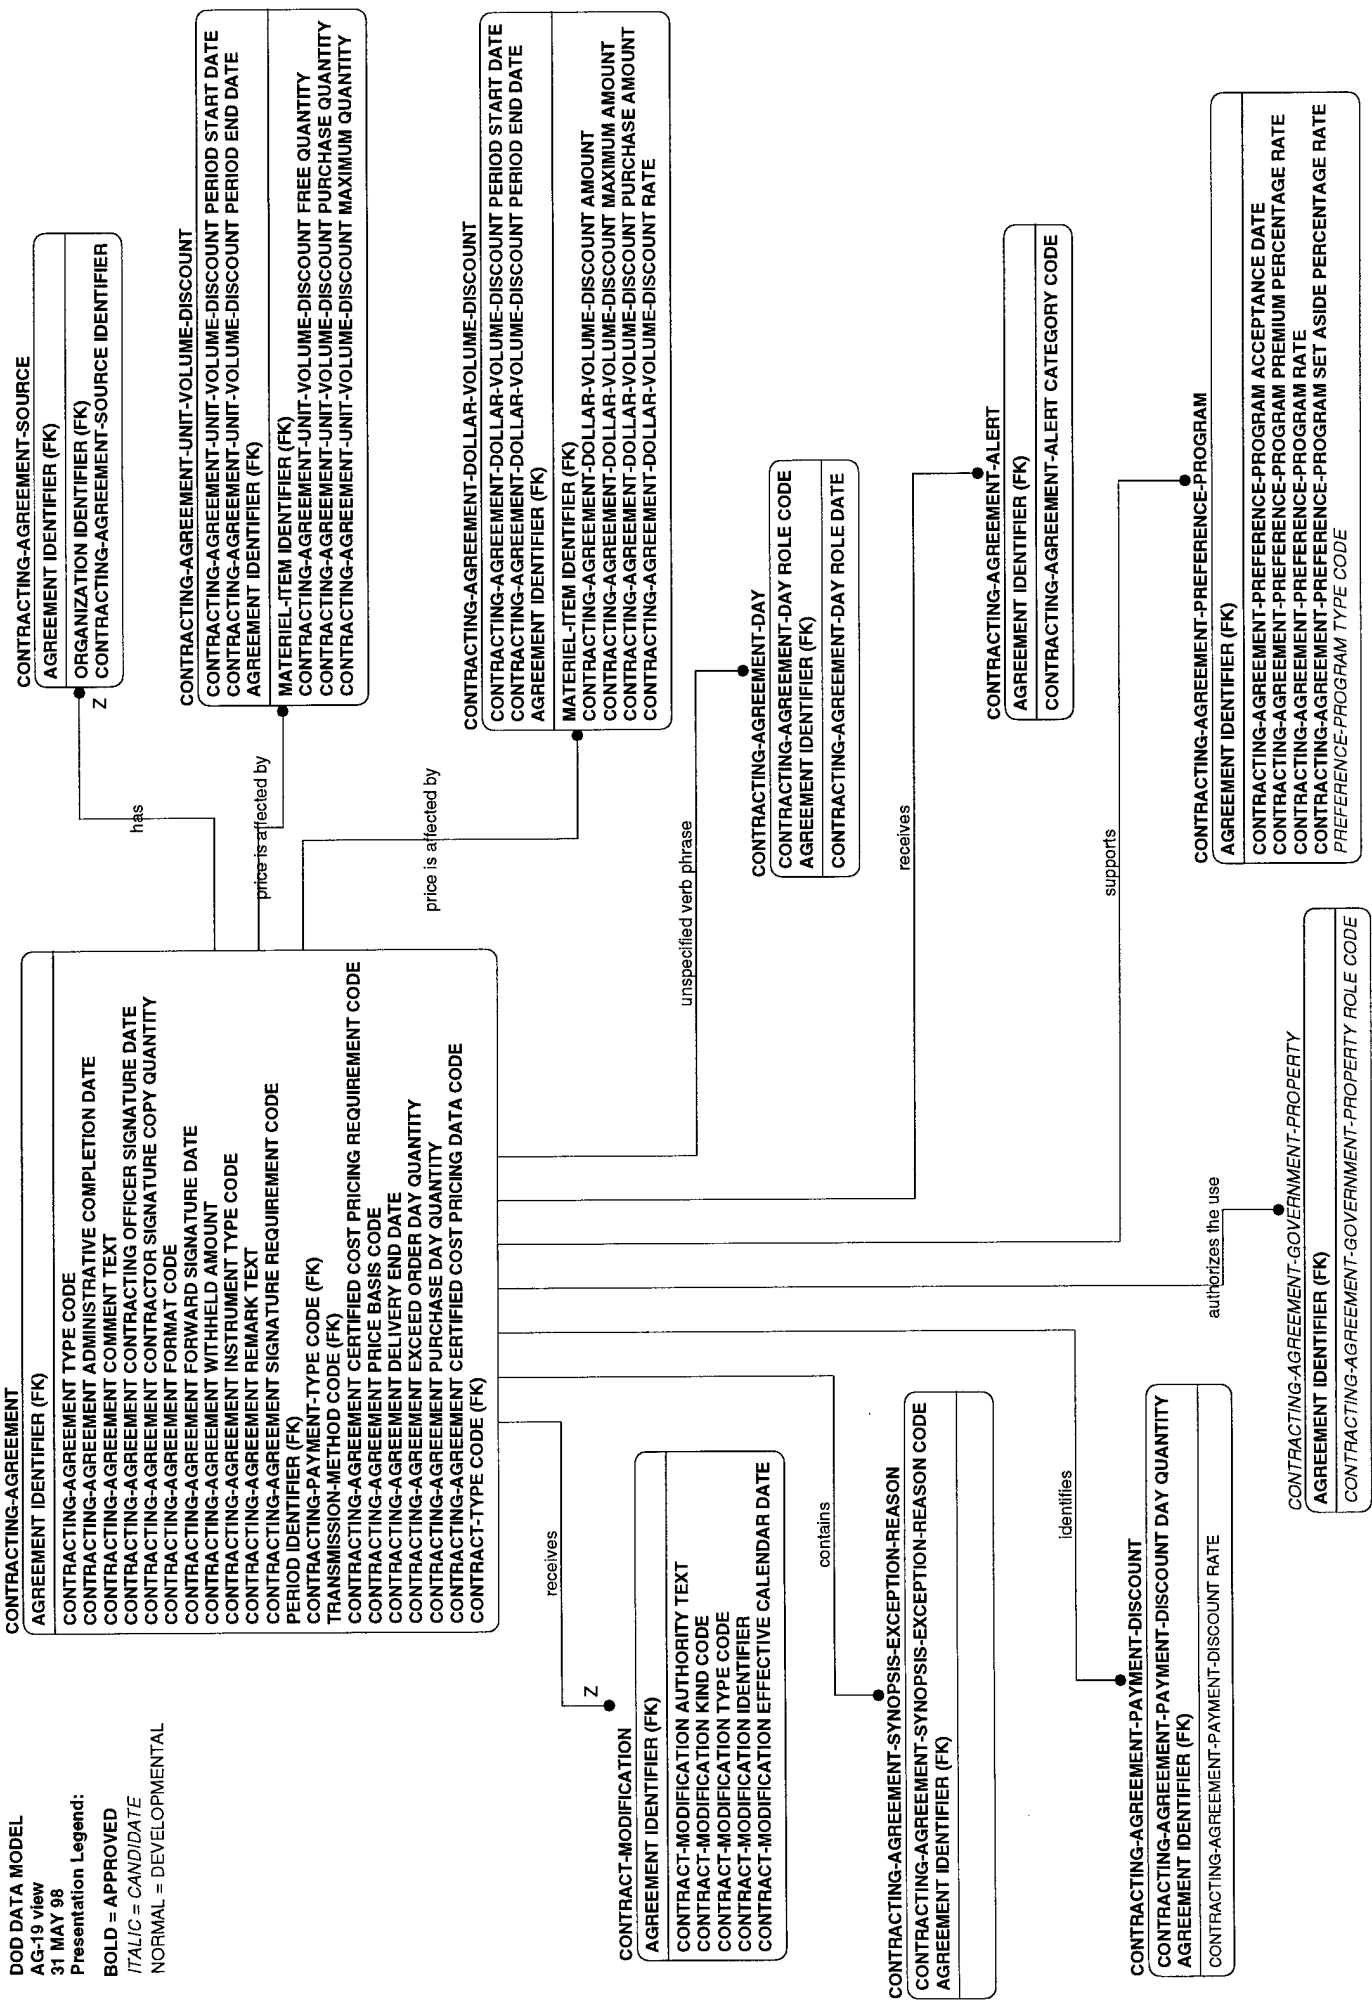 DOD DATA MODEL
AG-19 view
31 MAY 98
Presentation Legend:
BOLD = APPROVED
ITALIC = CANDIDATE
NORMAL = DEVELOPMENTAL
CONTRACTING-AGREEMENT
AGREEMENT IDENTIFIER (FK)
CONTRACTING-AGREEMENT TYPE CODE
CONTRACTING-AGREEMENT ADMINISTRATIVE COMPLETION DATE
CONTRACTING-AGREEMENT COMMENT TEXT
CONTRACTING-AGREEMENT CONTRACTING OFFICER SIGNATURE DATE
CONTRACTING-AGREEMENT CONTRACTOR SIGNATURE COPY QUANTITY
CONTRACTING-AGREEMENT FORMAT CODE
CONTRACTING-AGREEMENT FORWARD SIGNATURE DATE
CONTRACTING-AGREEMENT WITHHELD AMOUNT
CONTRACTING-AGREEMENT INSTRUMENT TYPE CODE
CONTRACTING-AGREEMENT REMARK TEXT
CONTRACTING-AGREEMENT SIGNATURE REQUIREMENT CODE
PERIOD IDENTIFIER (FK)
CONTRACTING-PAYMENT-TYPE CODE (FK)
TRANSMISSION-METHOD CODE (FK)
CONTRACTING-AGREEMENT CERTIFIED COST PRICING REQUIREMENT CODE
CONTRACTING-AGREEMENT PRICE BASIS CODE
CONTRACTING-AGREEMENT DELIVERY END DATE
CONTRACTING-AGREEMENT EXCEED ORDER DAY QUANTITY
CONTRACTING-AGREEMENT PURCHASE DAY QUANTITY
CONTRACTING-AGREEMENT CERTIFIED COST PRICING DATA CODE
CONTRACT-TYPE CODE (FK)
has
Z
price is affected by
price is affected by
CONTRACTING-AGREEMENT-SOURCE
AGREEMENT IDENTIFIER (FK)
ORGANIZATION IDENTIFIER (FK)
CONTRACTING-AGREEMENT-SOURCE IDENTIFIER
CONTRACTING-AGREEMENT-UNIT-VOLUME-DISCOUNT
CONTRACTING-AGREEMENT-UNIT-VOLUME-DISCOUNT PERIOD START DATE
CONTRACTING-AGREEMENT-UNIT-VOLUME-DISCOUNT PERIOD END DATE
AGREEMENT IDENTIFIER (FK)
MATERIEL-ITEM IDENTIFIER (FK)
CONTRACTING-AGREEMENT-UNIT-VOLUME-DISCOUNT FREE QUANTITY
CONTRACTING-AGREEMENT-UNIT-VOLUME-DISCOUNT PURCHASE QUANTITY
CONTRACTING-AGREEMENT-UNIT-VOLUME-DISCOUNT MAXIMUM QUANTITY
CONTRACTING-AGREEMENT-DOLLAR-VOLUME-DISCOUNT
CONTRACTING-AGREEMENT-DOLLAR-VOLUME-DISCOUNT PERIOD START DATE
CONTRACTING-AGREEMENT-DOLLAR-VOLUME-DISCOUNT PERIOD END DATE
AGREEMENT IDENTIFIER (FK)
MATERIEL-ITEM IDENTIFIER (FK)
CONTRACTING-AGREEMENT-DOLLAR-VOLUME-DISCOUNT AMOUNT
CONTRACTING-AGREEMENT-DOLLAR-VOLUME-DISCOUNT MAXIMUM AMOUNT
CONTRACTING-AGREEMENT-DOLLAR-VOLUME-DISCOUNT PURCHASE AMOUNT
CONTRACTING-AGREEMENT-DOLLAR-VOLUME-DISCOUNT RATE
receives
Z
CONTRACT-MODIFICATION
AGREEMENT IDENTIFIER (FK)
CONTRACT-MODIFICATION AUTHORITY TEXT
CONTRACT-MODIFICATION KIND CODE
CONTRACT-MODIFICATION TYPE CODE
CONTRACT-MODIFICATION IDENTIFIER
CONTRACT-MODIFICATION EFFECTIVE CALENDAR DATE
unspecified verb phrase
CONTRACTING-AGREEMENT-DAY
CONTRACTING-AGREEMENT-DAY ROLE CODE
AGREEMENT IDENTIFIER (FK)
CONTRACTING-AGREEMENT-DAY ROLE DATE
contains
CONTRACTING-AGREEMENT-SYNOPSIS-EXCEPTION-REASON
CONTRACTING-AGREEMENT-SYNOPSIS-EXCEPTION-REASON CODE
AGREEMENT IDENTIFIER (FK)
receives
CONTRACTING-AGREEMENT-ALERT
AGREEMENT IDENTIFIER (FK)
CONTRACTING-AGREEMENT-ALERT CATEGORY CODE
identifies
CONTRACTING-AGREEMENT-PAYMENT-DISCOUNT
CONTRACTING-AGREEMENT-PAYMENT-DISCOUNT DAY QUANTITY
AGREEMENT IDENTIFIER (FK)
CONTRACTING-AGREEMENT-PAYMENT-DISCOUNT RATE
supports
CONTRACTING-AGREEMENT-PREFERENCE-PROGRAM
AGREEMENT IDENTIFIER (FK)
CONTRACTING-AGREEMENT-PREFERENCE-PROGRAM ACCEPTANCE DATE
CONTRACTING-AGREEMENT-PREFERENCE-PROGRAM PREMIUM PERCENTAGE RATE
CONTRACTING-AGREEMENT-PREFERENCE-PROGRAM RATE
CONTRACTING-AGREEMENT-PREFERENCE-PROGRAM SET ASIDE PERCENTAGE RATE
PREFERENCE-PROGRAM TYPE CODE
authorizes the use
CONTRACTING-AGREEMENT-GOVERNMENT-PROPERTY
AGREEMENT IDENTIFIER (FK)
CONTRACTING-AGREEMENT-GOVERNMENT-PROPERTY ROLE CODE